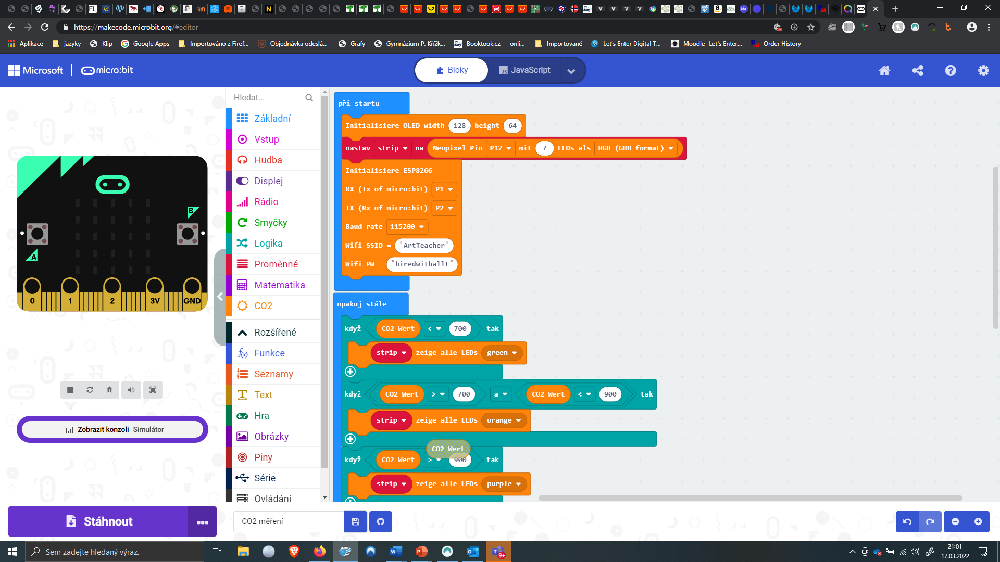 https://makecode.microbit.org/#editor
Aplikace
jazyky
Klip
Google Apps
Importováno z Firef...
Objednávka odeslá...
Grafy
Gymnázium P. Křížk...
Booktook.cz — onli...
Importované
Let's Enter Digital T...
Moodle -Let's Enter...
Order History
Microsoft
micro:bit
Bloky
JavaScript
Hledat...
Základní
Vstup
Hudba
Displej
Rádio
Smyčky
Logika
Proměnné
Matematika
CO2
Rozšířené
Funkce
Seznamy
Text
Hra
Obrázky
Piny
Série
Ovládání
A
B
0 1 2 3V GND
Zobrazit konzoli Simulátor
při startu
Initialisiere OLED width 128 height 64
nastav strip na Neopixel Pin P12 mit 7 LEDs als RGB (GRB format)
Initialisiere ESP8266
RX (Tx of micro:bit) P1
TX (Rx of micro:bit) P2
Baud rate 115200
Wifi SSID = "ArtTeacher"
Wifi PW = "biredwithallt"
opakuj stále
když CO2 Wert < 700 tak
strip zeige alle LEDs green
když CO2 Wert > 700 a CO2 Wert < 900 tak
strip zeige alle LEDs orange
CO2 Wert
když CO2 Wert > 900 tak
strip zeige alle LEDs purple
Stáhnout
CO2 měření
Sem zadejte hledaný výraz.
9+
21:01
17.03.2022